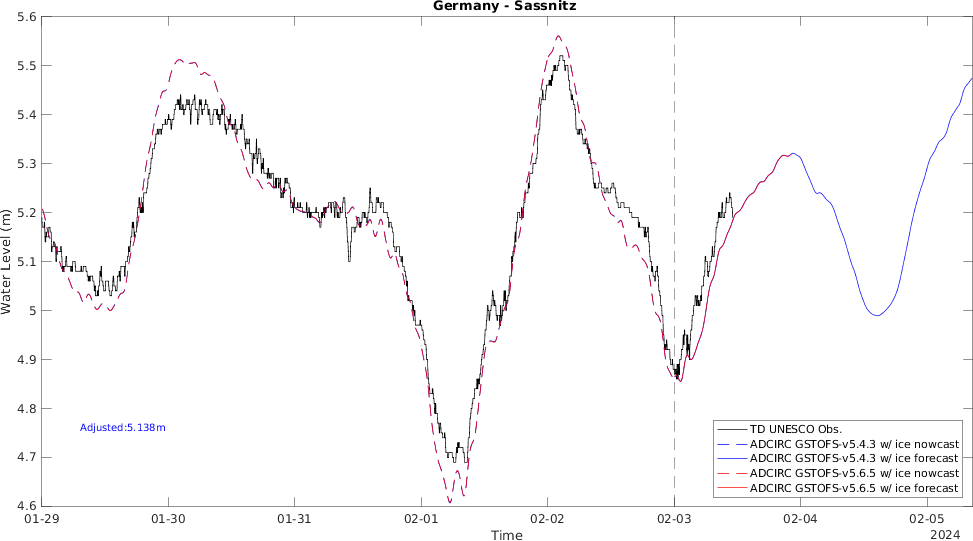 Germany - Sassnitz
5.6
5.5
5.4
5.3
5.2
5.1
5
4.9
4.8
4.7
4.6
Water Level (m)
Adjusted:5.138m
TD UNESCO Obs.
ADCIRC GSTOFS-v5.4.3 w/ ice nowcast
ADCIRC GSTOFS-v5.4.3 w/ ice forecast
ADCIRC GSTOFS-v5.6.5 w/ ice nowcast
ADCIRC GSTOFS-v5.6.5 w/ ice forecast
01-29 01-30 01-31 02-01 02-02 02-03 02-04 02-05
Time
2024